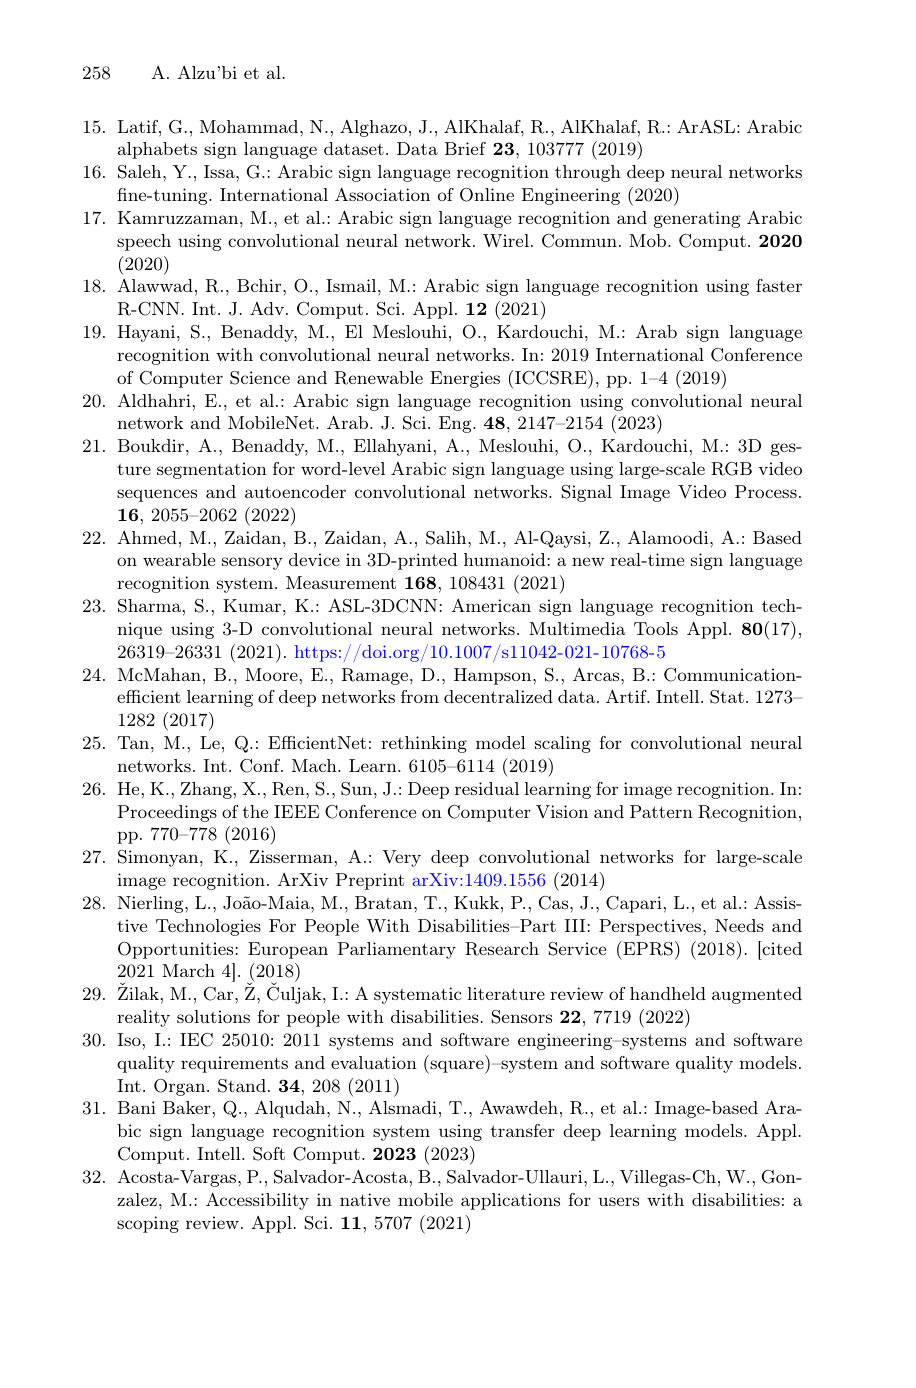 258 A. Alzu'bi et al.
15. Latif, G., Mohammad, N., Alghazo, J., AlKhalaf, R., AlKhalaf, R.: ArASL: Arabic
alphabets sign language dataset. Data Brief 23, 103777 (2019)
16. Saleh, Y., Issa, G.: Arabic sign language recognition through deep neural networks
fine-tuning. International Association of Online Engineering (2020)
17. Kamruzzaman, M., et al.: Arabic sign language recognition and generating Arabic
speech using convolutional neural network. Wirel. Commun. Mob. Comput. 2020
(2020)
18. Alawwad, R., Bchir, O., Ismail, M.: Arabic sign language recognition using faster
R-CNN. Int. J. Adv. Comput. Sci. Appl. 12 (2021)
19. Hayani, S., Benaddy, M., El Meslouhi, O., Kardouchi, M.: Arab sign language
recognition with convolutional neural networks. In: 2019 International Conference
of Computer Science and Renewable Energies (ICCSRE), pp. 1–4 (2019)
20. Aldhahri, E., et al.: Arabic sign language recognition using convolutional neural
network and MobileNet. Arab. J. Sci. Eng. 48, 2147–2154 (2023)
21. Boukdir, A., Benaddy, M., Ellahyani, A., Meslouhi, O., Kardouchi, M.: 3D ges-
ture segmentation for word-level Arabic sign language using large-scale RGB video
sequences and autoencoder convolutional networks. Signal Image Video Process.
16, 2055–2062 (2022)
22. Ahmed, M., Zaidan, B., Zaidan, A., Salih, M., Al-Qaysi, Z., Alamoodi, A.: Based
on wearable sensory device in 3D-printed humanoid: a new real-time sign language
recognition system. Measurement 168, 108431 (2021)
23. Sharma, S., Kumar, K.: ASL-3DCNN: American sign language recognition tech-
nique using 3-D convolutional neural networks. Multimedia Tools Appl. 80(17),
26319–26331 (2021). https://doi.org/10.1007/s11042-021-10768-5
24. McMahan, B., Moore, E., Ramage, D., Hampson, S., Arcas, B.: Communication-
efficient learning of deep networks from decentralized data. Artif. Intell. Stat. 1273–
1282 (2017)
25. Tan, M., Le, Q.: EfficientNet: rethinking model scaling for convolutional neural
networks. Int. Conf. Mach. Learn. 6105–6114 (2019)
26. He, K., Zhang, X., Ren, S., Sun, J.: Deep residual learning for image recognition. In:
Proceedings of the IEEE Conference on Computer Vision and Pattern Recognition,
pp. 770–778 (2016)
27. Simonyan, K., Zisserman, A.: Very deep convolutional networks for large-scale
image recognition. ArXiv Preprint arXiv:1409.1556 (2014)
28. Nierling, L., João-Maia, M., Bratan, T., Kukk, P., Cas, J., Capari, L., et al.: Assis-
tive Technologies For People With Disabilities–Part III: Perspectives, Needs and
Opportunities: European Parliamentary Research Service (EPRS) (2018). [cited
2021 March 4]. (2018)
29. Žilak, M., Car, Ž, Čuljak, I.: A systematic literature review of handheld augmented
reality solutions for people with disabilities. Sensors 22, 7719 (2022)
30. Iso, I.: IEC 25010: 2011 systems and software engineering–systems and software
quality requirements and evaluation (square)–system and software quality models.
Int. Organ. Stand. 34, 208 (2011)
31. Bani Baker, Q., Alqudah, N., Alsmadi, T., Awawdeh, R., et al.: Image-based Ara-
bic sign language recognition system using transfer deep learning models. Appl.
Comput. Intell. Soft Comput. 2023 (2023)
32. Acosta-Vargas, P., Salvador-Acosta, B., Salvador-Ullauri, L., Villegas-Ch, W., Gon-
zalez, M.: Accessibility in native mobile applications for users with disabilities: a
scoping review. Appl. Sci. 11, 5707 (2021)